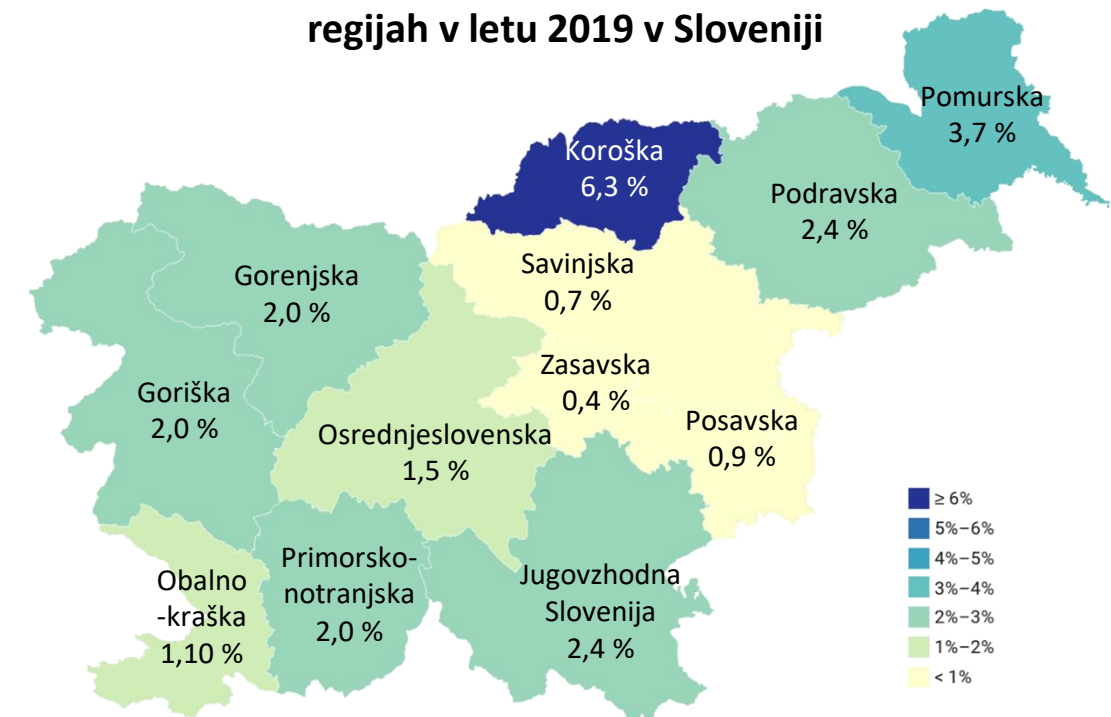 regijah v letu 2019 v Sloveniji
Pomurska
3,7 %
Koroška
6,3 %
Podravska
2,4 %
Savinjska
0,7 %
Gorenjska
2,0 %
Zasavska
0,4 %
Goriška
2,0 %
Posavska
0,9 %
Osrednjeslovenska
1,5 %
Primorsko-
notranjska
2,0 %
Obalno
-kraška
1,10 %
Jugovzhodna
Slovenija
2,4 %
≥ 6%
5%–6%
4%–5%
3%–4%
2%–3%
1%–2%
< 1%